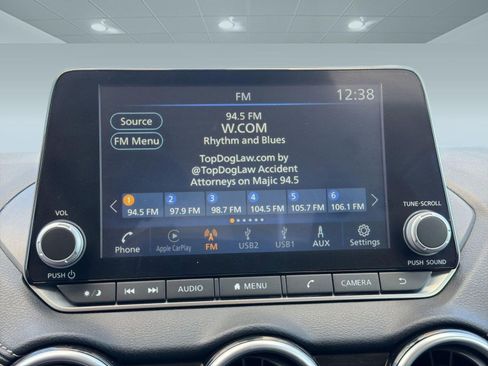 FM
12:38
Source
94.5 FM
W.COM
FM Menu
Rhythm and Blues
TopDogLaw.com by
@TopDogLaw Accident
Attorneys on Majic 94.5
1 2 3 4 5 6
94.5 FM 97.9 FM 98.7 FM 104.5 FM 105.7 FM 106.1 FM
VOL
TUNE·SCROLL
Phone Apple CarPlay FM USB2 USB1 AUX Settings
PUSH
PUSH SOUND
AUDIO MENU CAMERA